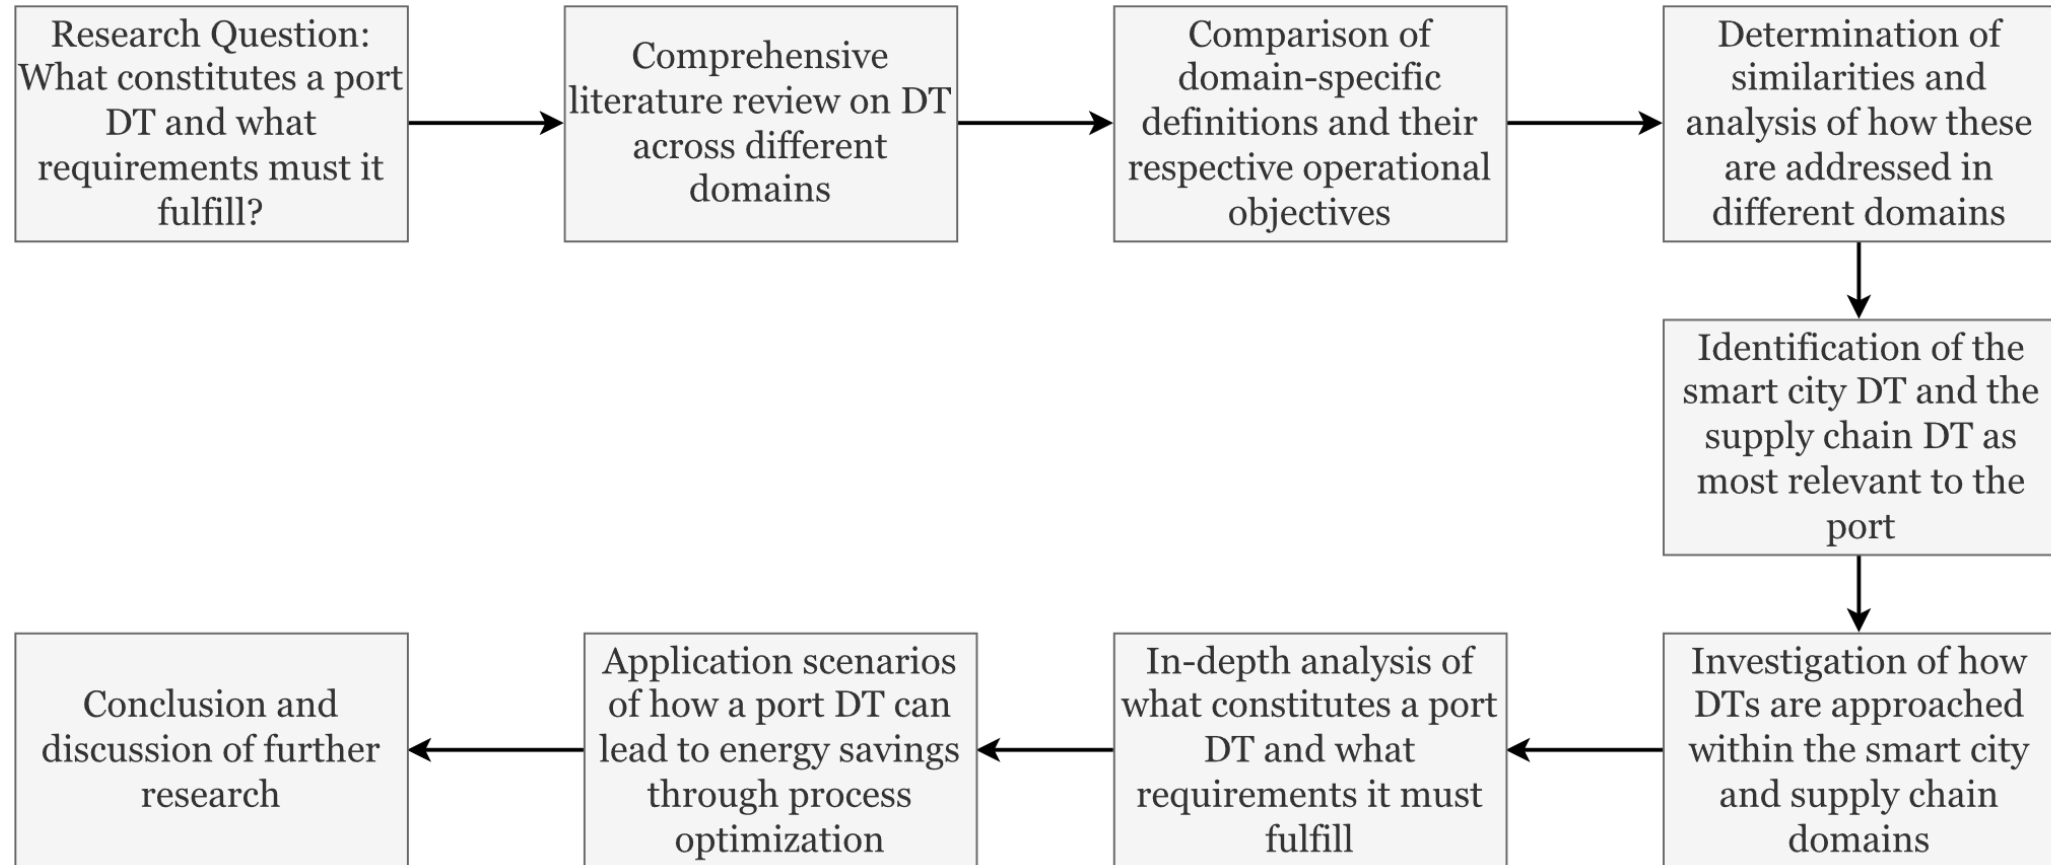 Research Question:
What constitutes a port
DT and what
requirements must it
fulfill?
Comprehensive
literature review on DT
across different
domains
Comparison of
domain-specific
definitions and their
respective operational
objectives
Determination of
similarities and
analysis of how these
are addressed in
different domains
Identification of the
smart city DT and the
supply chain DT as
most relevant to the
port
Investigation of how
DTs are approached
within the smart city
and supply chain
domains
In-depth analysis of
what constitutes a port
DT and what
requirements it must
fulfill
Application scenarios
of how a port DT can
lead to energy savings
through process
optimization
Conclusion and
discussion of further
research